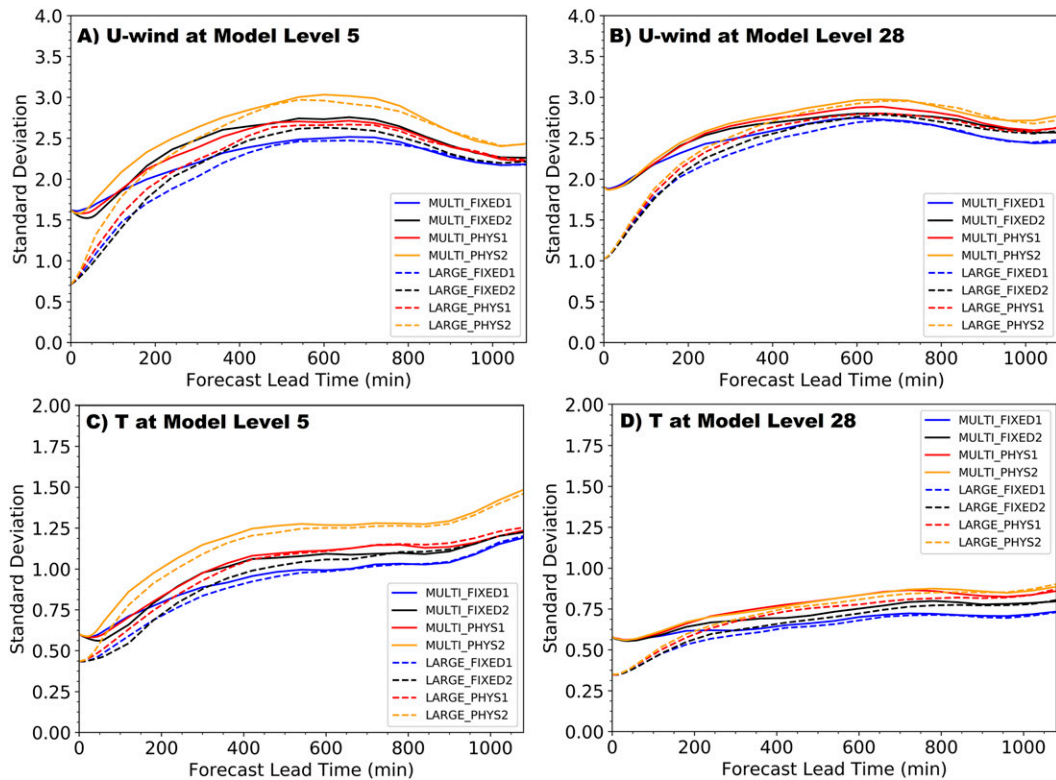 A) U-wind at Model Level 5
Standard Deviation
4.0
3.5
3.0
2.5
2.0
1.5
1.0
0.5
0.0
0 200 400 600 800 1000
Forecast Lead Time (min)
MULTI_FIXED1
MULTI_FIXED2
MULTI_PHYS1
MULTI_PHYS2
LARGE_FIXED1
LARGE_FIXED2
LARGE_PHYS1
LARGE_PHYS2
B) U-wind at Model Level 28
Standard Deviation
4.0
3.5
3.0
2.5
2.0
1.5
1.0
0.5
0.0
0 200 400 600 800 1000
Forecast Lead Time (min)
MULTI_FIXED1
MULTI_FIXED2
MULTI_PHYS1
MULTI_PHYS2
LARGE_FIXED1
LARGE_FIXED2
LARGE_PHYS1
LARGE_PHYS2
C) T at Model Level 5
Standard Deviation
2.00
1.75
1.50
1.25
1.00
0.75
0.50
0.25
0.00
0 200 400 600 800 1000
Forecast Lead Time (min)
MULTI_FIXED1
MULTI_FIXED2
MULTI_PHYS1
MULTI_PHYS2
LARGE_FIXED1
LARGE_FIXED2
LARGE_PHYS1
LARGE_PHYS2
D) T at Model Level 28
Standard Deviation
2.00
1.75
1.50
1.25
1.00
0.75
0.50
0.25
0.00
0 200 400 600 800 1000
Forecast Lead Time (min)
MULTI_FIXED1
MULTI_FIXED2
MULTI_PHYS1
MULTI_PHYS2
LARGE_FIXED1
LARGE_FIXED2
LARGE_PHYS1
LARGE_PHYS2